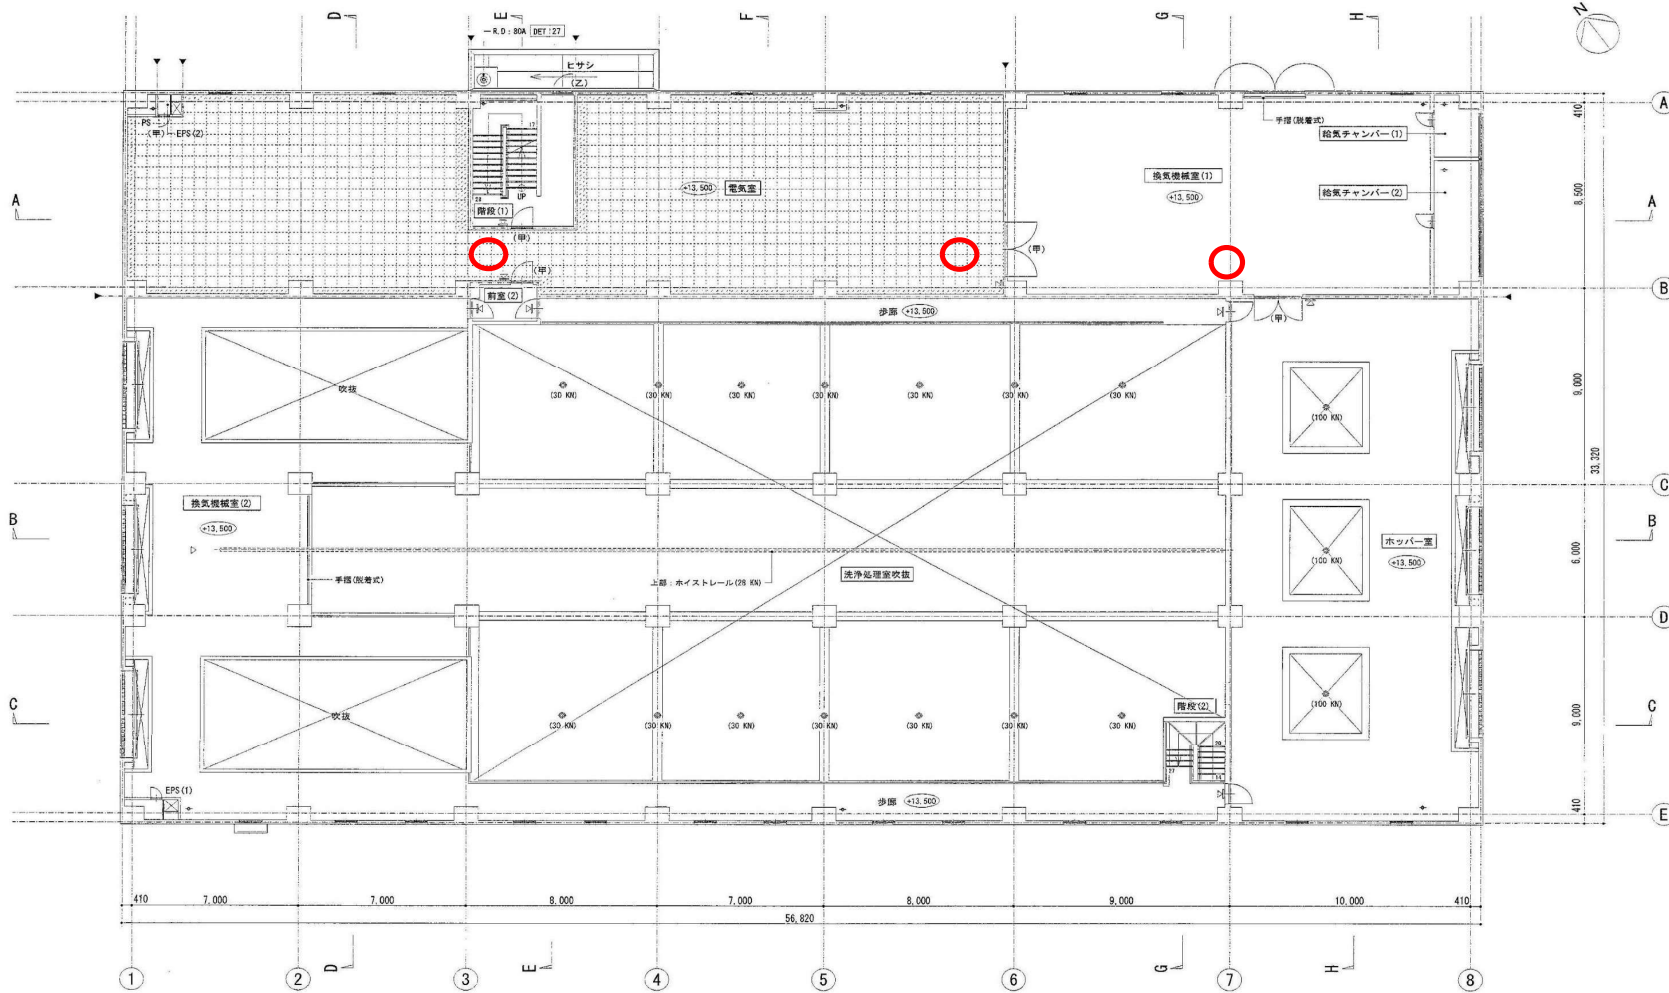 D
E
F
G
H
N
R.D : 80A DET.27
ヒサシ
(乙)
A
PS
(甲)
EPS(2)
17
28
UP
階段(1)
(甲)
(甲)
+13,500 電気室
(甲)
換気機械室(1)
+13,500
手摺(脱着式)
給気チャンバー(1)
給気チャンバー(2)
410
8,500
A
A
B
前室(2)
歩廊 +13,500
(甲)
吹抜
(30 KN)
(30 KN)
(30 KN)
(30 KN)
(30 KN)
(30 KN)
(30 KN)
(100 KN)
9,000
33,320
C
換気機械室(2)
+13,500
B
B
手摺(脱着式)
上部：ホイストレール(28 KN)
洗浄処理室吹抜
(100 KN)
ホッパー室
+13,500
6,000
D
吹抜
(30 KN)
(30 KN)
(30 KN)
(30 KN)
(30 KN)
(30 KN)
(30 KN)
階段(2)
(100 KN)
C
C
9,000
27
14
EPS(1)
歩廊 +13,500
410
E
410
7,000
7,000
8,000
7,000
8,000
9,000
10,000
410
56,820
D
E
G
H
1
2
3
4
5
6
7
8